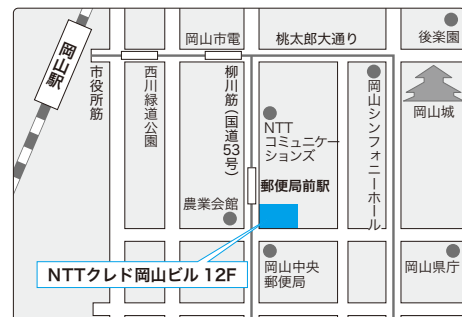 岡山市電
桃太郎大通り
後楽園
岡山駅
市役所筋
西川緑道公園
柳川筋(国道53号)
NTT
コミュニケー
ションズ
岡山シンフォニーホール
岡山城
郵便局前駅
農業会館
NTTクレド岡山ビル 12F
岡山中央
郵便局
岡山県庁